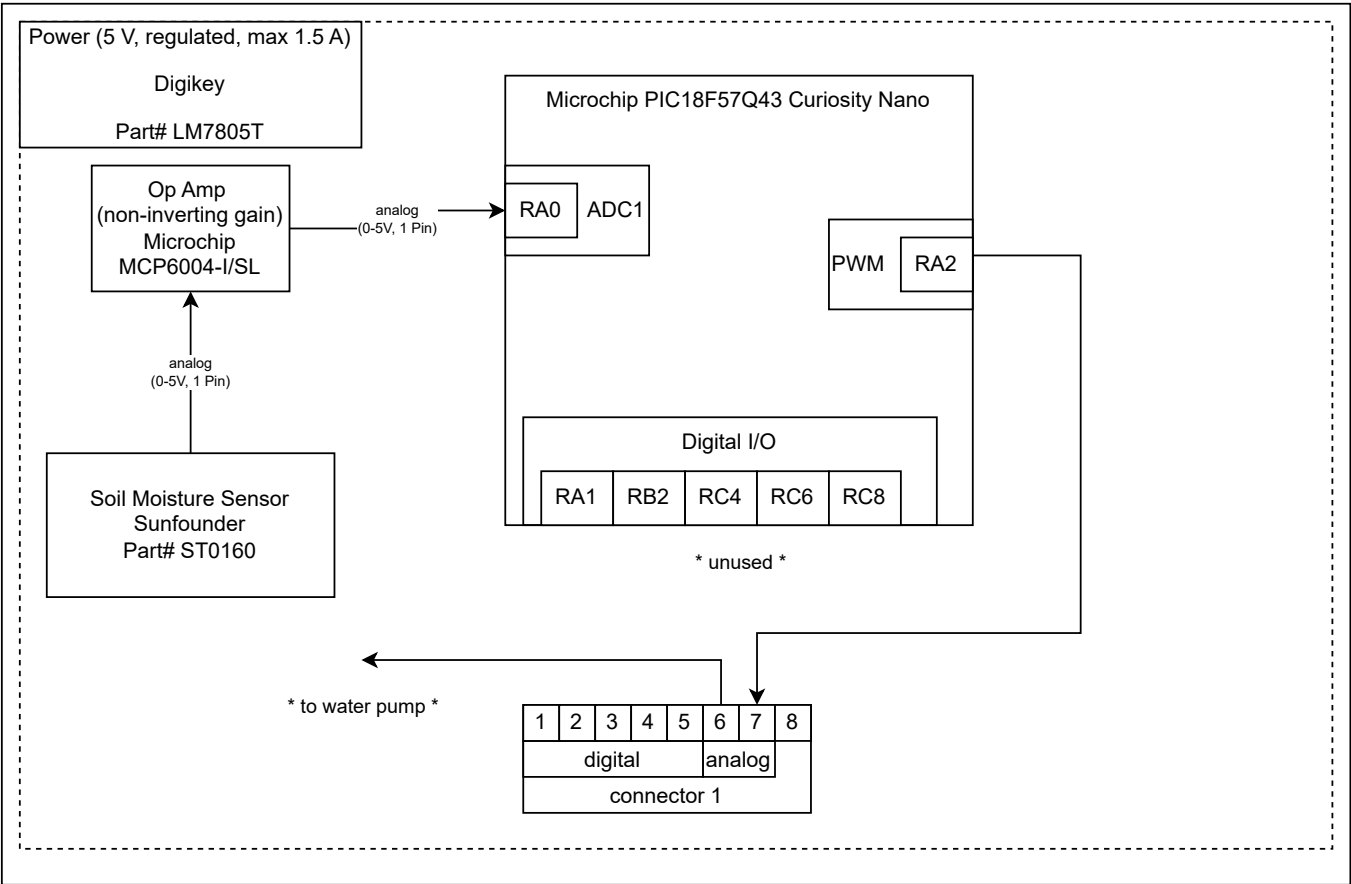 Power (5 V, regulated, max 1.5 A)
Digikey
Part# LM7805T
Microchip PIC18F57Q43 Curiosity Nano
Op Amp
(non-inverting gain)
Microchip
MCP6004-I/SL
analog
(0-5V, 1 Pin)
RA0
ADC1
PWM
RA2
analog
(0-5V, 1 Pin)
Soil Moisture Sensor
Sunfounder
Part# ST0160
Digital I/O
RA1 RB2 RC4 RC6 RC8
* unused *
* to water pump *
1 2 3 4 5 6 7 8
digital analog
connector 1